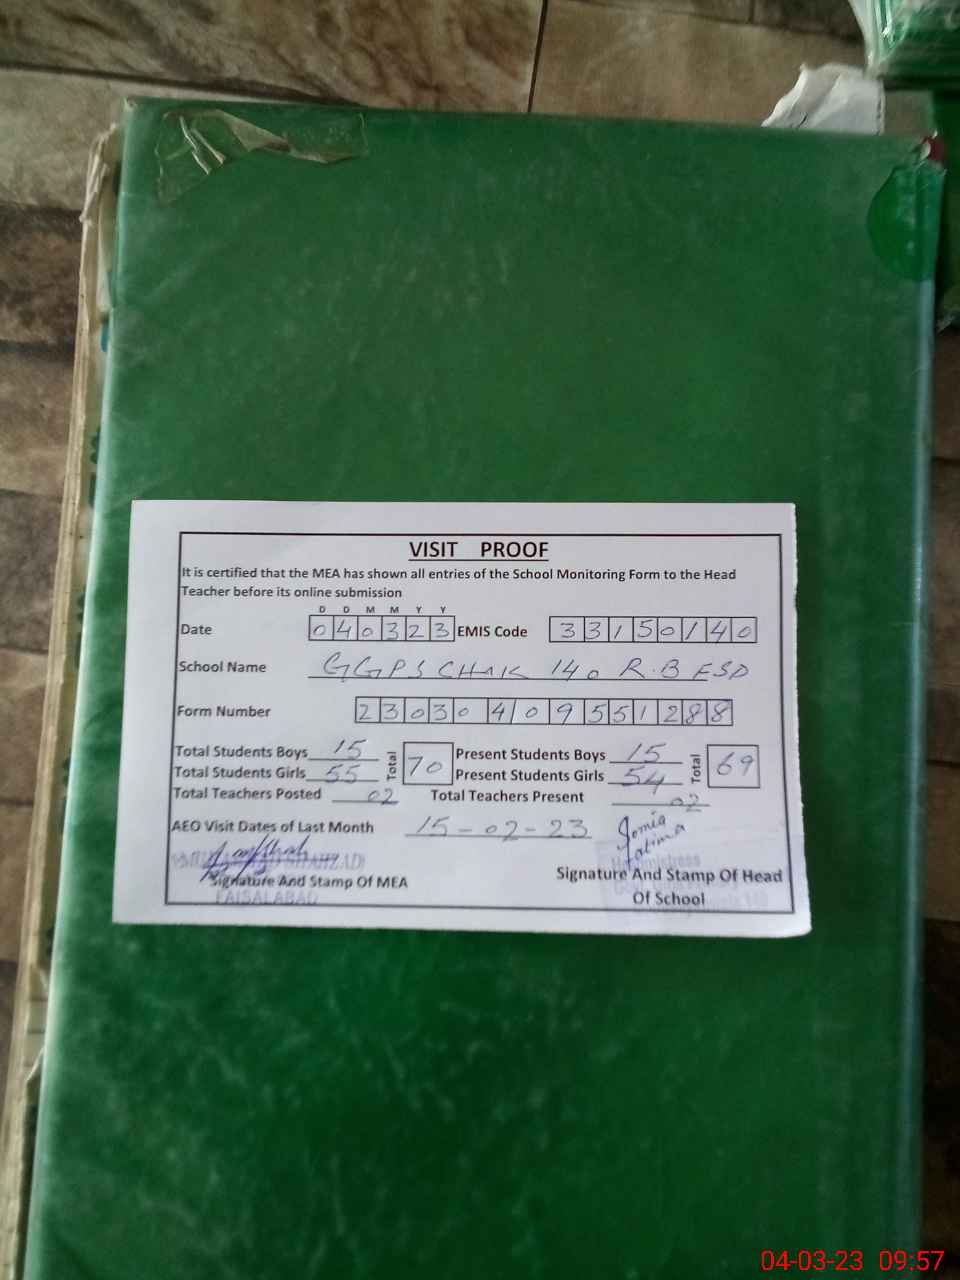 VISIT PROOF
It is certified that the MEA has shown all entries of the School Monitoring Form to the Head
Teacher before its online submission
D D M M Y Y
Date 040323 EMIS Code 33150140
School Name GGPS CHAK 140 R.B FSD
Form Number 23030409551288
Total Students Boys 15 Total 70 Present Students Boys 15 Total 69
Total Students Girls 55 Present Students Girls 54
Total Teachers Posted 02 Total Teachers Present 02
AEO Visit Dates of Last Month 15-02-23
Somia
Fatima
SHAHZAD
Headmistress
Signature And Stamp Of MEA Signature And Stamp Of Head
Of School
FAISALABAD
04-03-23 09:57